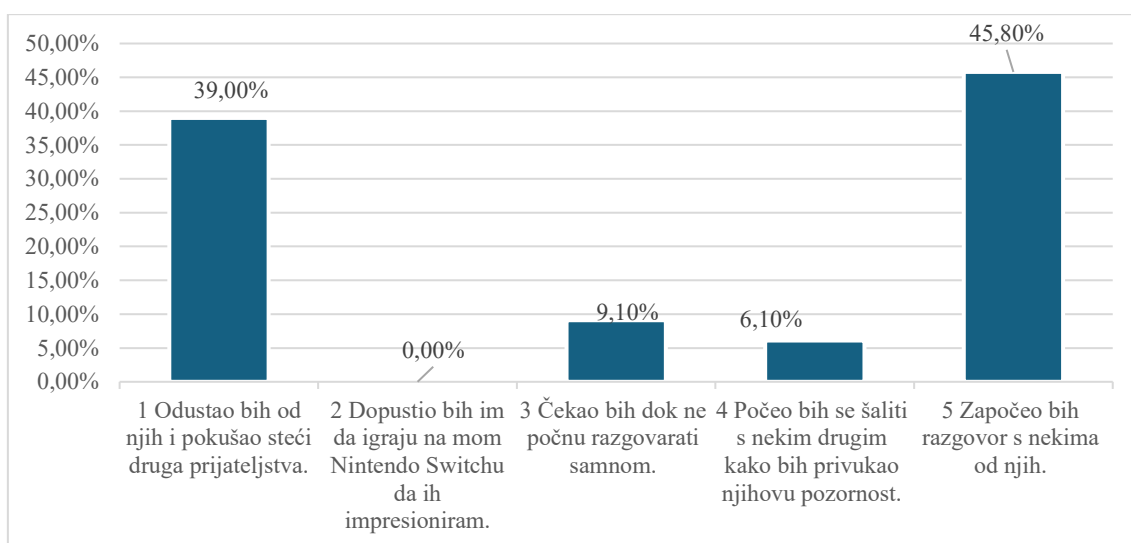 50,00%
45,00%
40,00%
35,00%
30,00%
25,00%
20,00%
15,00%
10,00%
5,00%
0,00%
39,00%
0,00%
9,10%
6,10%
45,80%
1 Odustao bih od
njih i pokušao steći
druga prijateljstva.
2 Dopustio bih im
da igraju na mom
Nintendo Switchu
da ih
impresioniram.
3 Čekao bih dok ne
počnu razgovarati
samnom.
4 Počeo bih se šaliti
s nekim drugim
kako bih privukao
njihovu pozornost.
5 Započeo bih
razgovor s nekima
od njih.